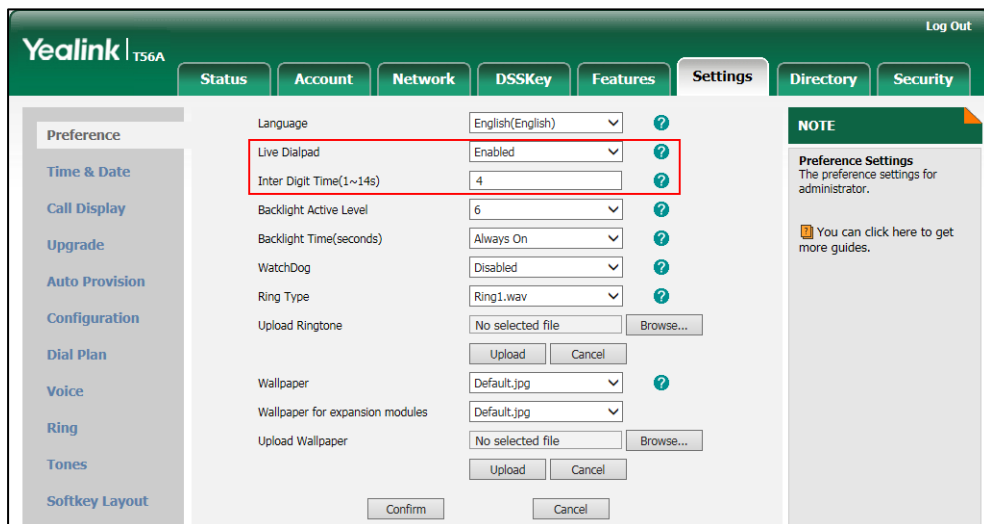 Log Out
Yealink | T56A
Status Account Network DSSKey Features Settings Directory Security
Preference
Time & Date
Call Display
Upgrade
Auto Provision
Configuration
Dial Plan
Voice
Ring
Tones
Softkey Layout
Language English(English) ?
Live Dialpad Enabled ?
Inter Digit Time(1~14s) 4 ?
Backlight Active Level 6 ?
Backlight Time(seconds) Always On ?
WatchDog Disabled ?
Ring Type Ring1.wav ?
Upload Ringtone No selected file Browse...
Upload Cancel
Wallpaper Default.jpg ?
Wallpaper for expansion modules Default.jpg
Upload Wallpaper No selected file Browse...
Upload Cancel
Confirm Cancel
NOTE
Preference Settings
The preference settings for
administrator.
? You can click here to get
more guides.